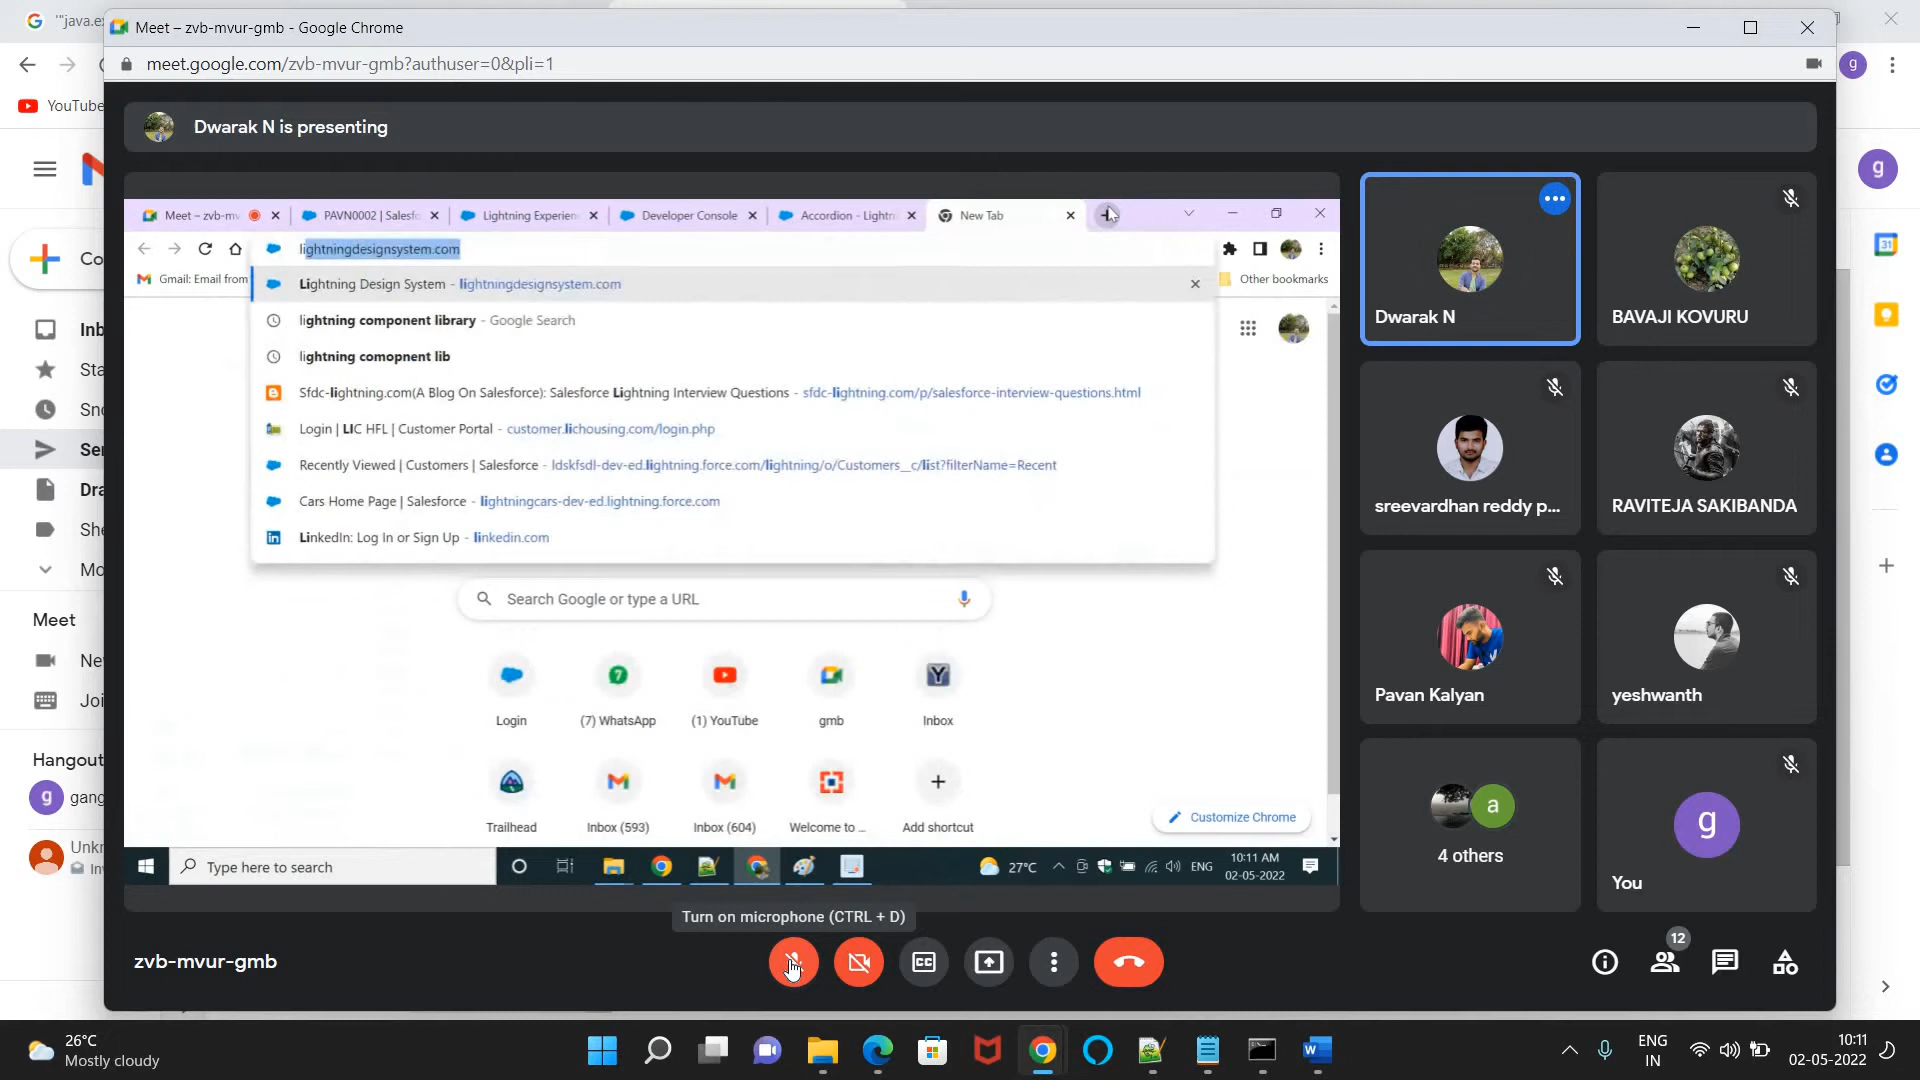 "java.ex
Meet – zvb-mvur-gmb - Google Chrome
meet.google.com/zvb-mvur-gmb?authuser=0&pli=1
g
YouTube
Dwarak N is presenting
g
Co
Inb
Sta
Sno
Sen
Dra
She
Mo
Meet
Nev
Joi
Hangout
g gang
Unkr
Inv
Meet – zvb-mv
PAVN0002 | Salesfo
Lightning Experien
Developer Console
Accordion - Lightn
New Tab
lightningdesignsystem.com
Gmail: Email from
Other bookmarks
Lightning Design System - lightningdesignsystem.com
lightning component library - Google Search
lightning comopnent lib
Sfdc-lightning.com(A Blog On Salesforce): Salesforce Lightning Interview Questions - sfdc-lightning.com/p/salesforce-interview-questions.html
Login | LIC HFL | Customer Portal - customer.lichousing.com/login.php
Recently Viewed | Customers | Salesforce - ldskfsdl-dev-ed.lightning.force.com/lightning/o/Customers__c/list?filterName=Recent
Cars Home Page | Salesforce - lightningcars-dev-ed.lightning.force.com
LinkedIn: Log In or Sign Up - linkedin.com
Search Google or type a URL
Login
(7) WhatsApp
(1) YouTube
gmb
Inbox
Trailhead
Inbox (593)
Inbox (604)
Welcome to ...
Add shortcut
Customize Chrome
Type here to search
27°C
ENG
10:11 AM
02-05-2022
Dwarak N
BAVAJI KOVURU
sreevardhan reddy p...
RAVITEJA SAKIBANDA
Pavan Kalyan
yeshwanth
a
4 others
g
You
Turn on microphone (CTRL + D)
zvb-mvur-gmb
CC
12
31
26°C
Mostly cloudy
ENG
IN
10:11
02-05-2022